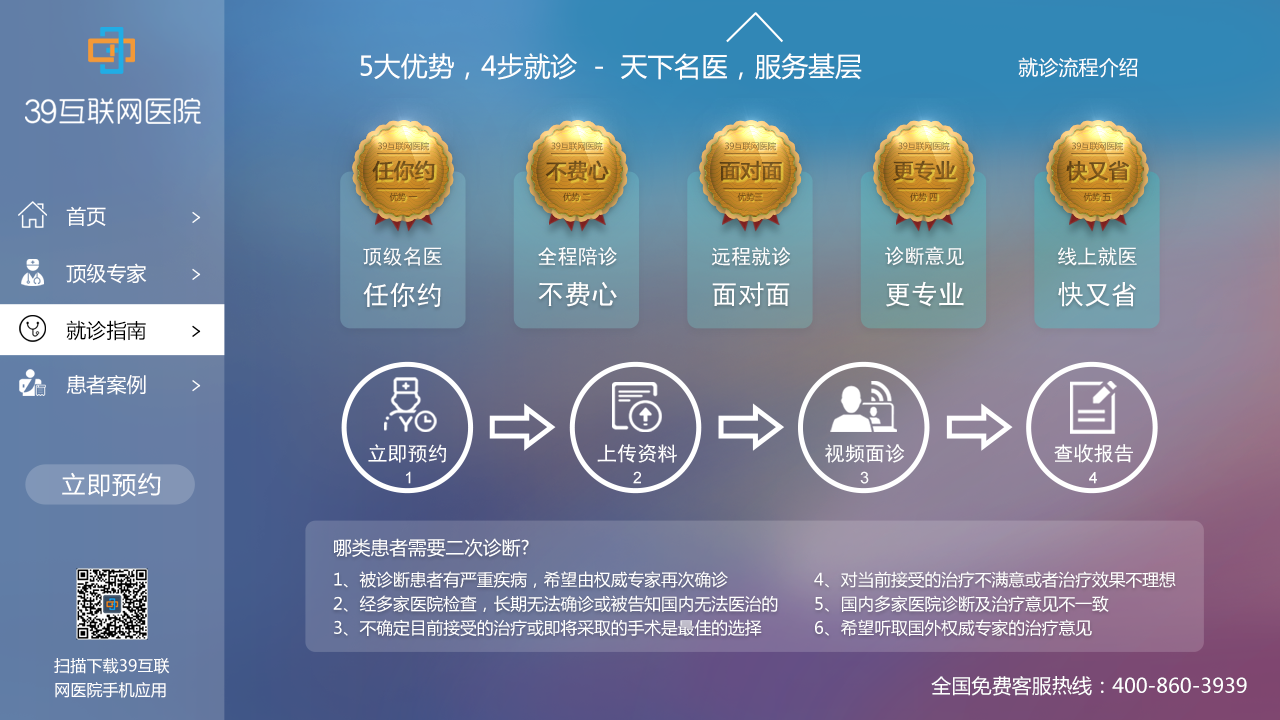 39互联网医院
首页
顶级专家
就诊指南
患者案例
立即预约
扫描下载39互联
网医院手机应用
5大优势，4步就诊 - 天下名医，服务基层
就诊流程介绍
39互联网医院
任你约
优势 一
顶级名医
任你约
39互联网医院
不费心
优势 二
全程陪诊
不费心
39互联网医院
面对面
优势三
远程就诊
面对面
39互联网医院
更专业
优势 四
诊断意见
更专业
39互联网医院
快又省
优势 五
线上就医
快又省
立即预约
1
上传资料
2
视频面诊
3
查收报告
4
哪类患者需要二次诊断?
1、被诊断患者有严重疾病，希望由权威专家再次确诊
2、经多家医院检查，长期无法确诊或被告知国内无法医治的
3、不确定目前接受的治疗或即将采取的手术是最佳的选择
4、对当前接受的治疗不满意或者治疗效果不理想
5、国内多家医院诊断及治疗意见不一致
6、希望听取国外权威专家的治疗意见
全国免费客服热线：400-860-3939